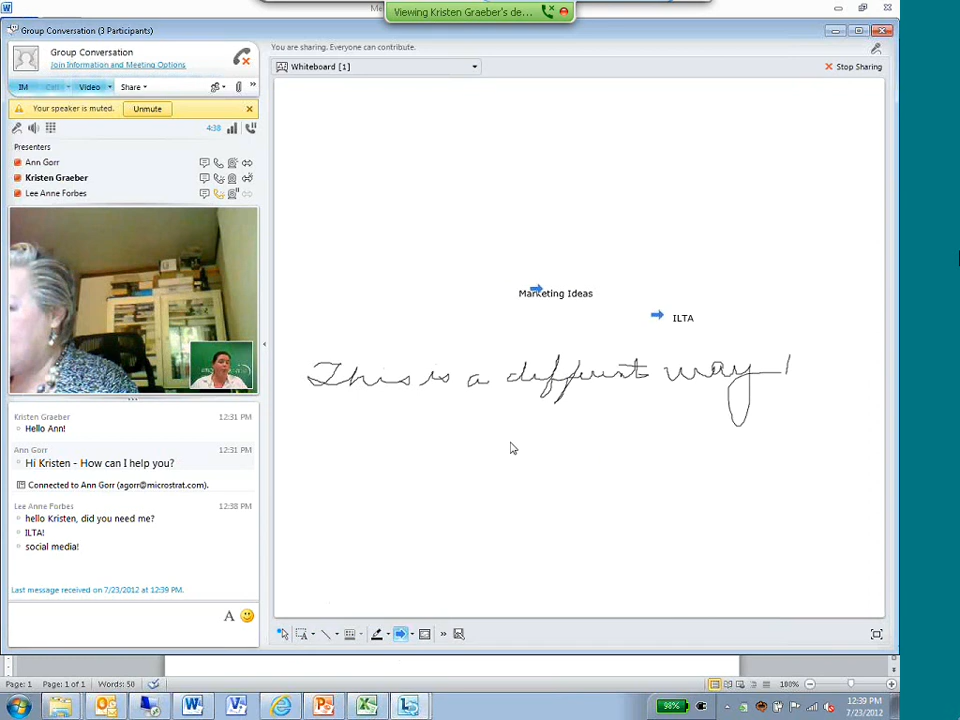 Me
Viewing Kristen Graeber's de...
Group Conversation (3 Participants)
Group Conversation
Join Information and Meeting Options
You are sharing. Everyone can contribute.
IM Call Video Share
Whiteboard [1]
Stop Sharing
Your speaker is muted. Unmute
4:38
Presenters
Ann Gorr
Kristen Graeber
Lee Anne Forbes
Marketing Ideas
ILTA
This is a different way!
Kristen Graeber 12:31 PM
Hello Ann!
Ann Gorr 12:31 PM
Hi Kristen - How can I help you?
Connected to Ann Gorr (agorr@microstrat.com).
Lee Anne Forbes 12:38 PM
hello Kristen, did you need me?
ILTA!
social media!
Last message received on 7/23/2012 at 12:39 PM.
A
Page: 1 Page: 1 of 1 Words: 50
180%
98%
12:39 PM
7/23/2012